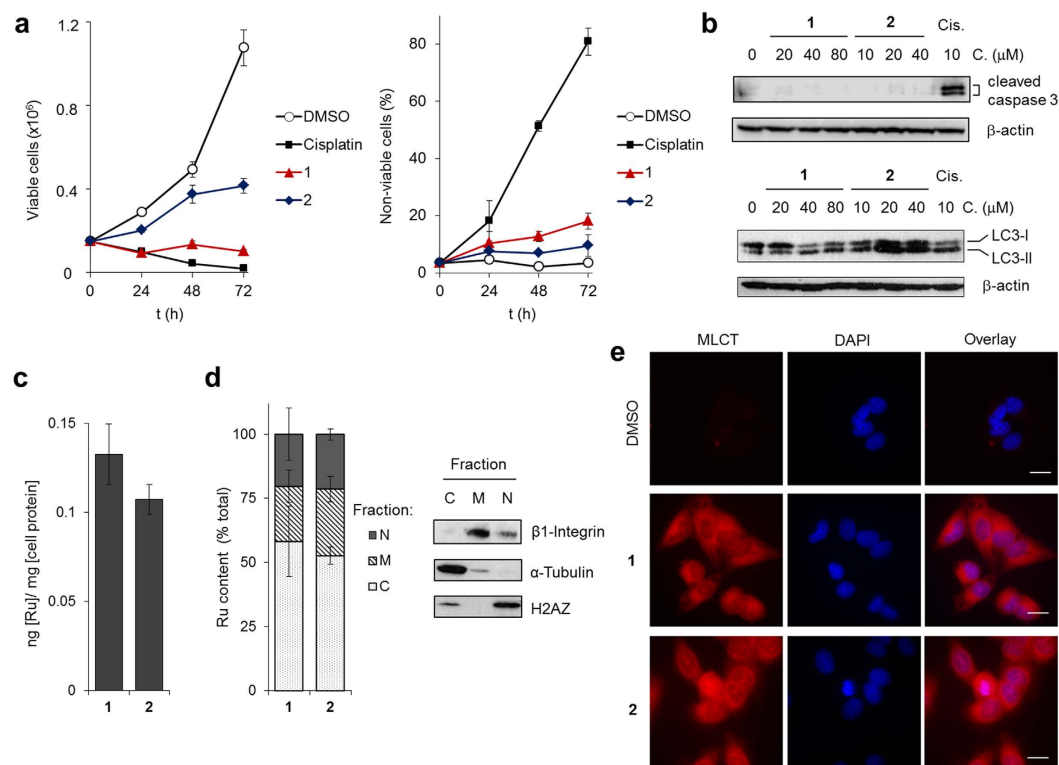 a
1.2
0.8
0.4
0
0 24 48 72
t (h)
Viable cells (x10⁶)
DMSO
Cisplatin
1
2
80
60
40
20
0
0 24 48 72
t (h)
Non-viable cells (%)
DMSO
Cisplatin
1
2
b
1 2 Cis.
0 20 40 80 10 20 40 10 C. (μM)
cleaved
caspase 3
β-actin
1 2 Cis.
0 20 40 80 10 20 40 10 C. (μM)
LC3-I
LC3-II
β-actin
c
0.15
0.1
0.05
0
ng [Ru]/ mg [cell protein]
1 2
d
100
75
50
25
0
Ru content (% total)
1 2
Fraction:
N
M
C
Fraction
C M N
β1-Integrin
α-Tubulin
H2AZ
e
MLCT DAPI Overlay
DMSO
1
2